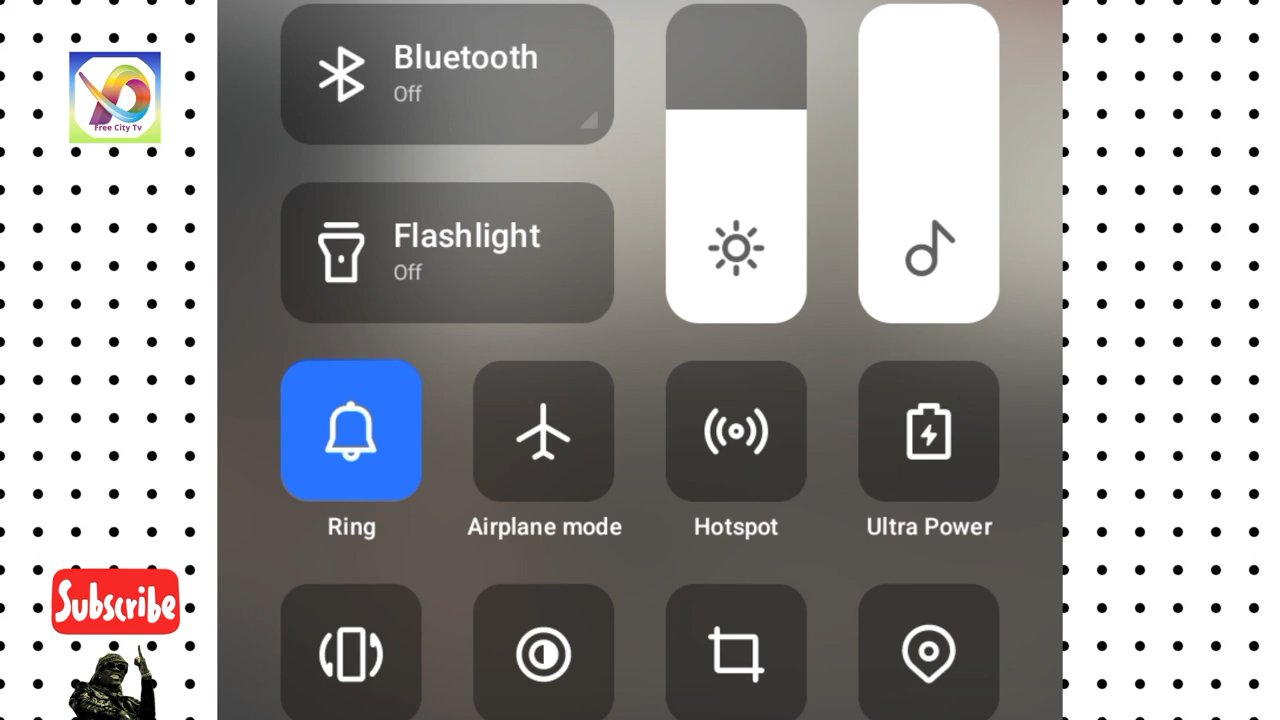 Bluetooth
Off
Free City Tv
Flashlight
Off
Ring
Airplane mode
Hotspot
Ultra Power
Subscribe